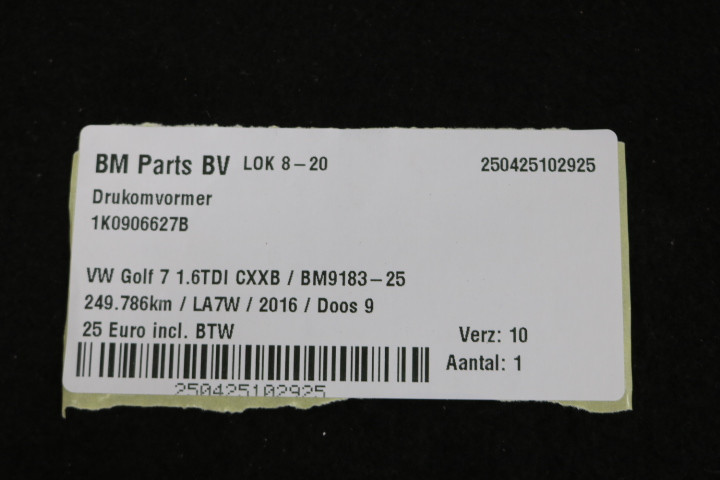 BM Parts BV LOK 8-20 250425102925
Drukomvormer
1K0906627B
VW Golf 7 1.6TDI CXXB / BM9183-25
249.786km / LA7W / 2016 / Doos 9
25 Euro incl. BTW Verz: 10
Aantal: 1
250425102925